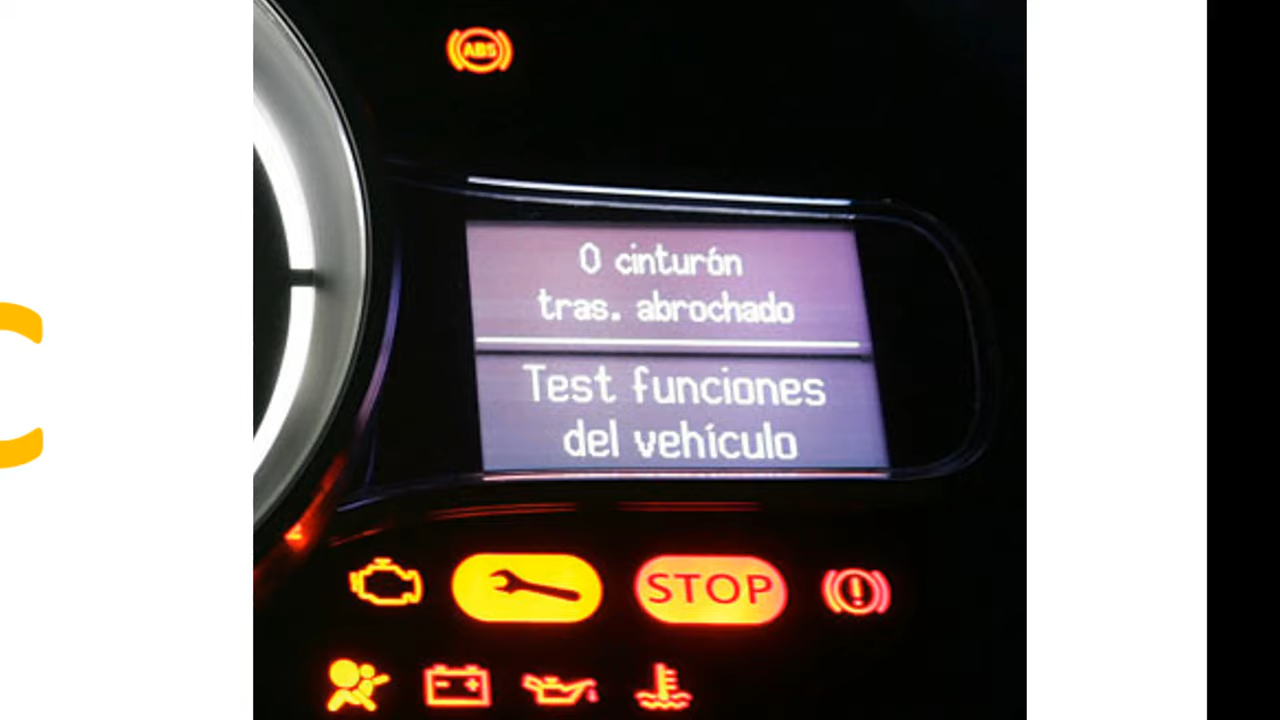 C
ABS
0 cinturón
tras. abrochado
Test funciones
del vehículo
STOP